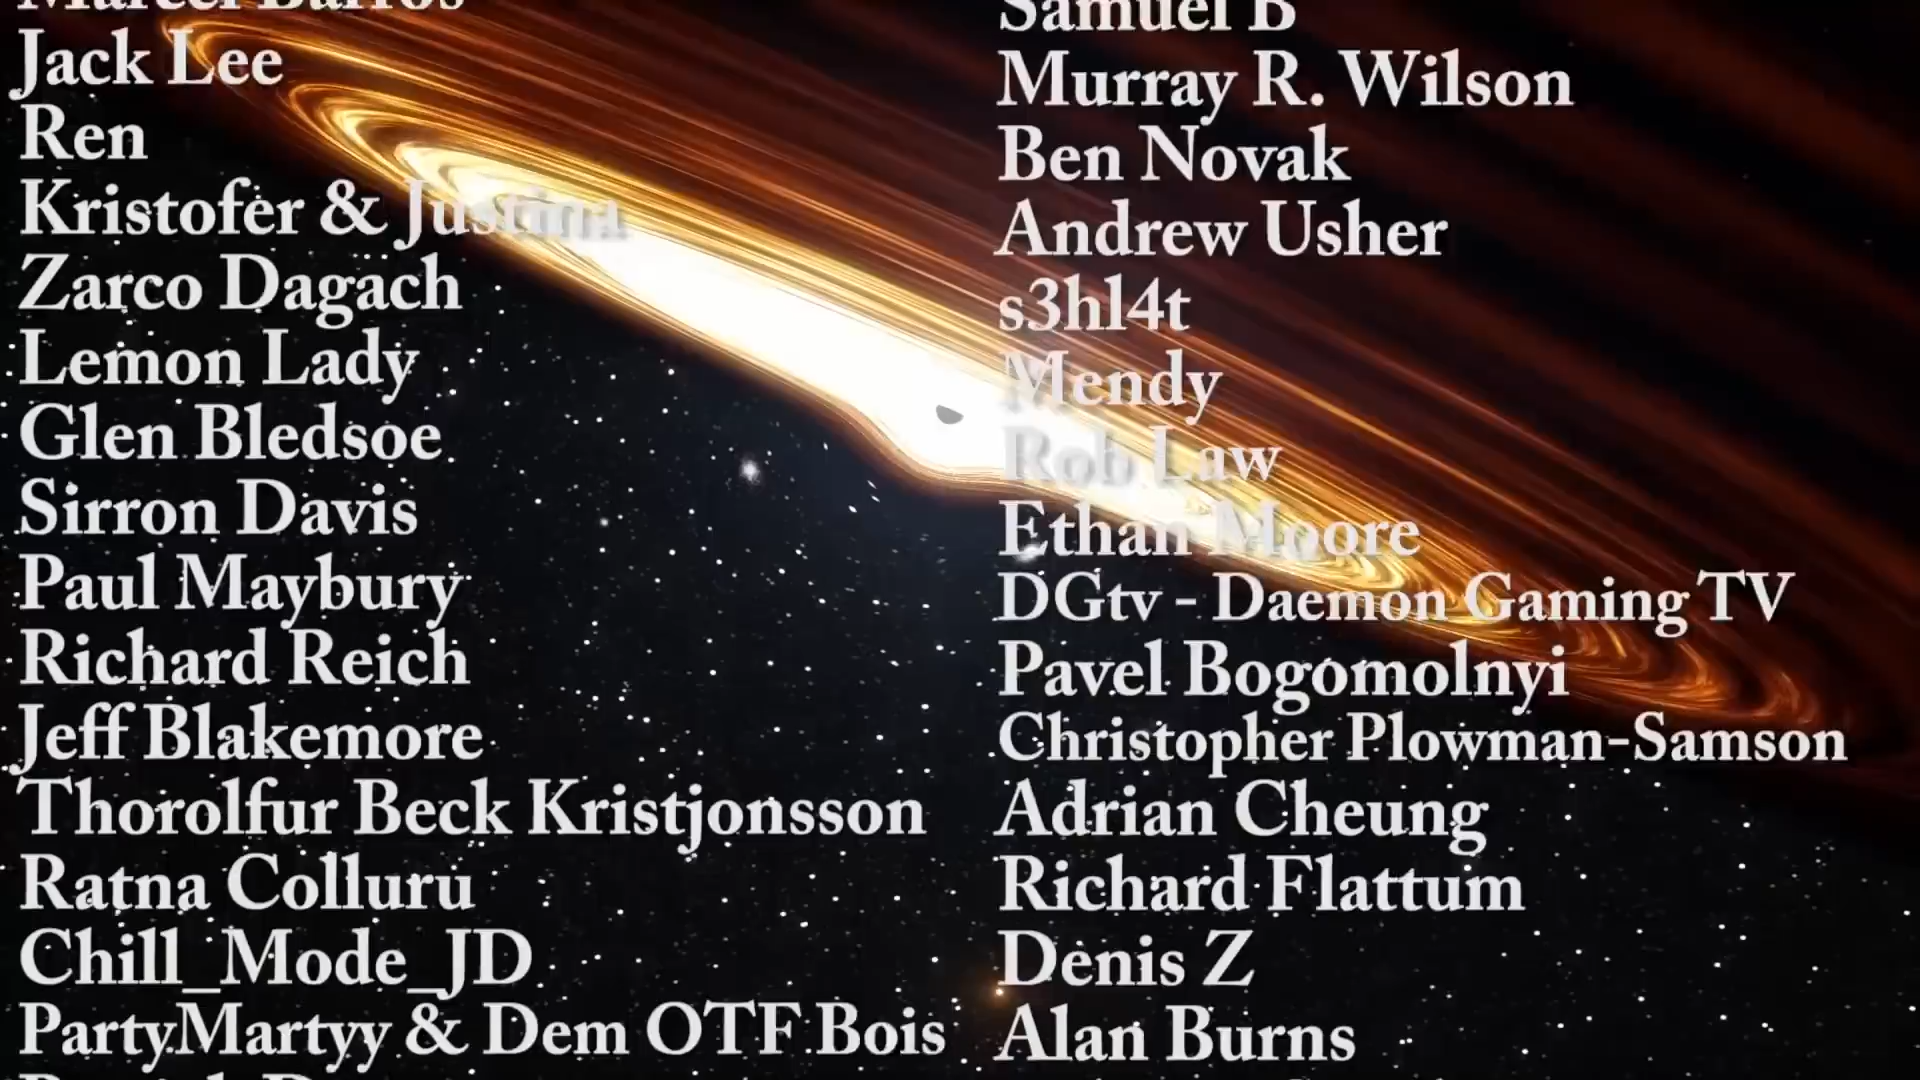 Marcel Barros
Jack Lee
Ren
Kristofer & Justina
Zarco Dagach
Lemon Lady
Glen Bledsoe
Sirron Davis
Paul Maybury
Richard Reich
Jeff Blakemore
Thorolfur Beck Kristjonsson
Ratna Colluru
Chill_Mode_JD
PartyMartyy & Dem OTF Bois
Samuel B
Murray R. Wilson
Ben Novak
Andrew Usher
s3hl4t
Mendy
Rob Law
Ethan Moore
DGtv - Daemon Gaming TV
Pavel Bogomolnyi
Christopher Plowman-Samson
Adrian Cheung
Richard Flattum
Denis Z
Alan Burns